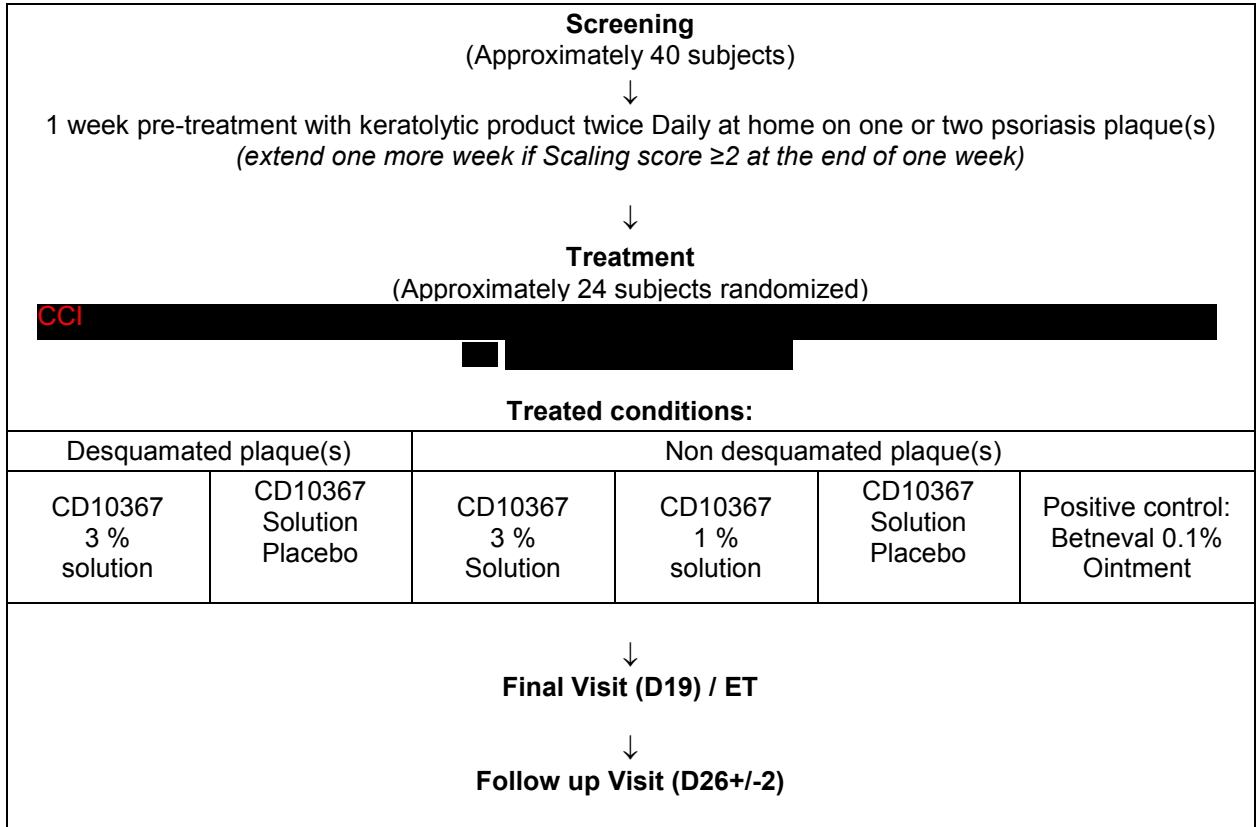 Screening
(Approximately 40 subjects)
↓
1 week pre-treatment with keratolytic product twice Daily at home on one or two psoriasis plaque(s)
(extend one more week if Scaling score ≥2 at the end of one week)
↓
Treatment
(Approximately 24 subjects randomized)
CCI
Treated conditions:
Desquamated plaque(s)
Non desquamated plaque(s)
CD10367
3 %
solution
CD10367
Solution
Placebo
CD10367
3 %
Solution
CD10367
1 %
solution
CD10367
Solution
Placebo
Positive control:
Betneval 0.1%
Ointment
↓
Final Visit (D19) / ET
↓
Follow up Visit (D26+/-2)